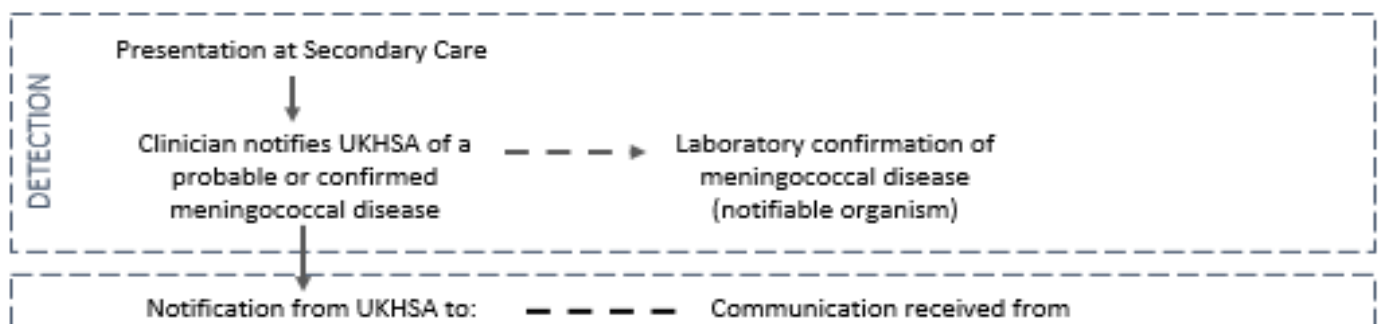 DETECTION
Presentation at Secondary Care
Clinician notifies UKHSA of a
probable or confirmed
meningococcal disease
Laboratory confirmation of
meningococcal disease
(notifiable organism)
Notification from UKHSA to:
Communication received from